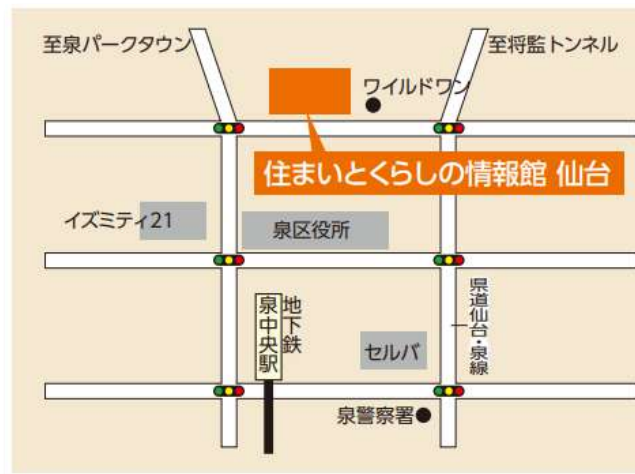 至泉パークタウン
至将監トンネル
ワイルドワン
住まいとくらしの情報館 仙台
イズミティ21
泉区役所
地下鉄
泉中央駅
県道仙台・泉線
セルバ
泉警察署